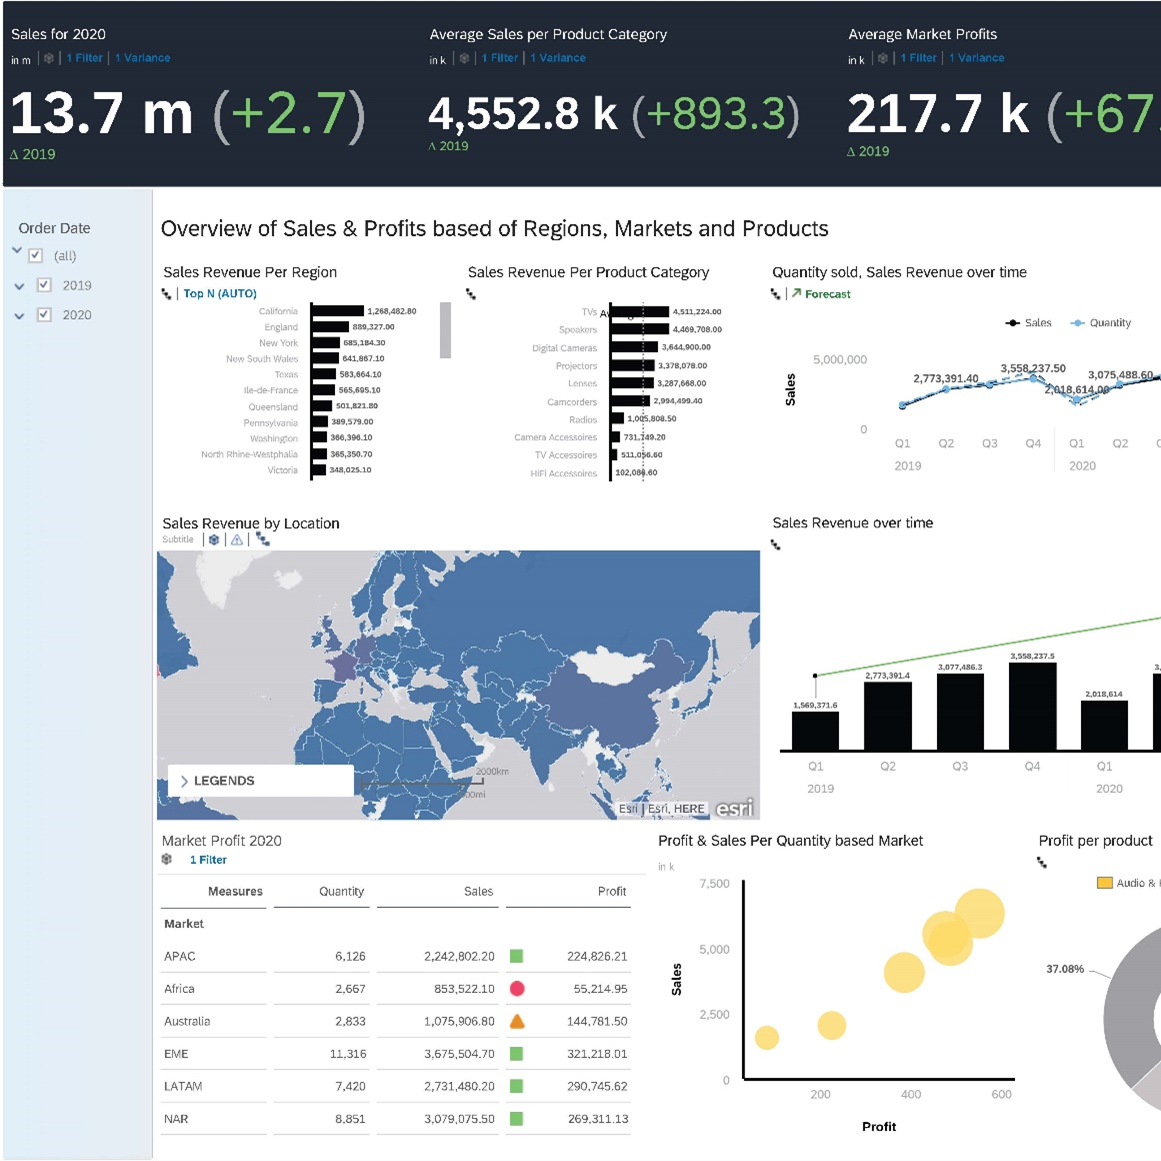 Sales for 2020
in m | 1 Filter | 1 Variance
13.7 m (+2.7)
Δ 2019
Average Sales per Product Category
in k | 1 Filter | 1 Variance
4,552.8 k (+893.3)
Δ 2019
Average Market Profits
in k | 1 Filter | 1 Variance
217.7 k (+67.
Δ 2019
Order Date
(all)
2019
2020
Overview of Sales & Profits based of Regions, Markets and Products
Sales Revenue Per Region
Top N (AUTO)
California 1,268,482.80
England 889,327.00
New York 685,184.30
New South Wales 641,867.10
Texas 583,664.10
Ile-de-France 565,695.10
Queensland 501,821.80
Pennsylvania 389,579.00
Washington 366,396.10
North Rhine-Westphalia 365,350.70
Victoria 348,025.10
Sales Revenue Per Product Category
TVs 4,511,224.00
Speakers 4,469,708.00
Digital Cameras 3,644,900.00
Projectors 3,378,078.00
Lenses 3,287,668.00
Camcorders 2,994,499.40
Radios 1,005,808.50
Camera Accessoires 731,749.20
TV Accessoires 511,056.60
HiFi Accessoires 102,086.60
Quantity sold, Sales Revenue over time
Forecast
Sales Quantity
5,000,000
0
Sales
2,773,391.40
3,558,237.50
2,018,614.00
3,075,488.60
Q1 Q2 Q3 Q4 Q1 Q2
2019 2020
Sales Revenue by Location
Subtitle
LEGENDS
2000km
Esri | Esri, HERE esri
Sales Revenue over time
1,569,371.6
2,773,391.4
3,077,486.3
3,558,237.5
2,018,614
3,
Q1 Q2 Q3 Q4 Q1
2019 2020
Market Profit 2020
1 Filter
Measures Quantity Sales Profit
Market
APAC 6,126 2,242,802.20 224,826.21
Africa 2,667 853,522.10 55,214.95
Australia 2,833 1,075,906.80 144,781.50
EME 11,316 3,675,504.70 321,218.01
LATAM 7,420 2,731,480.20 290,745.62
NAR 8,851 3,079,075.50 269,311.13
Profit & Sales Per Quantity based Market
in k
7,500
5,000
2,500
0
Sales
200 400 600
Profit
Profit per product
Audio &
37.08%